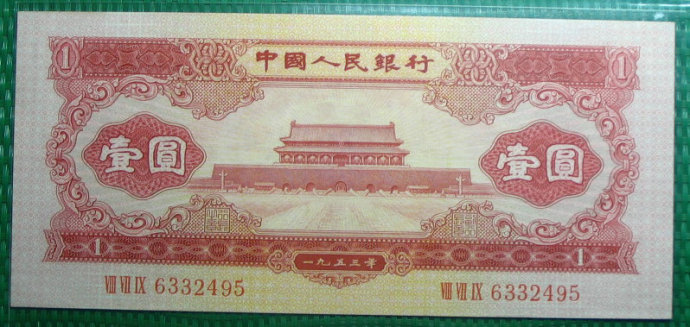 1 中國人民銀行 1
壹圓 壹圓
1 一九五三年 1
VIII VII IX 6332495 VIII VII IX 6332495